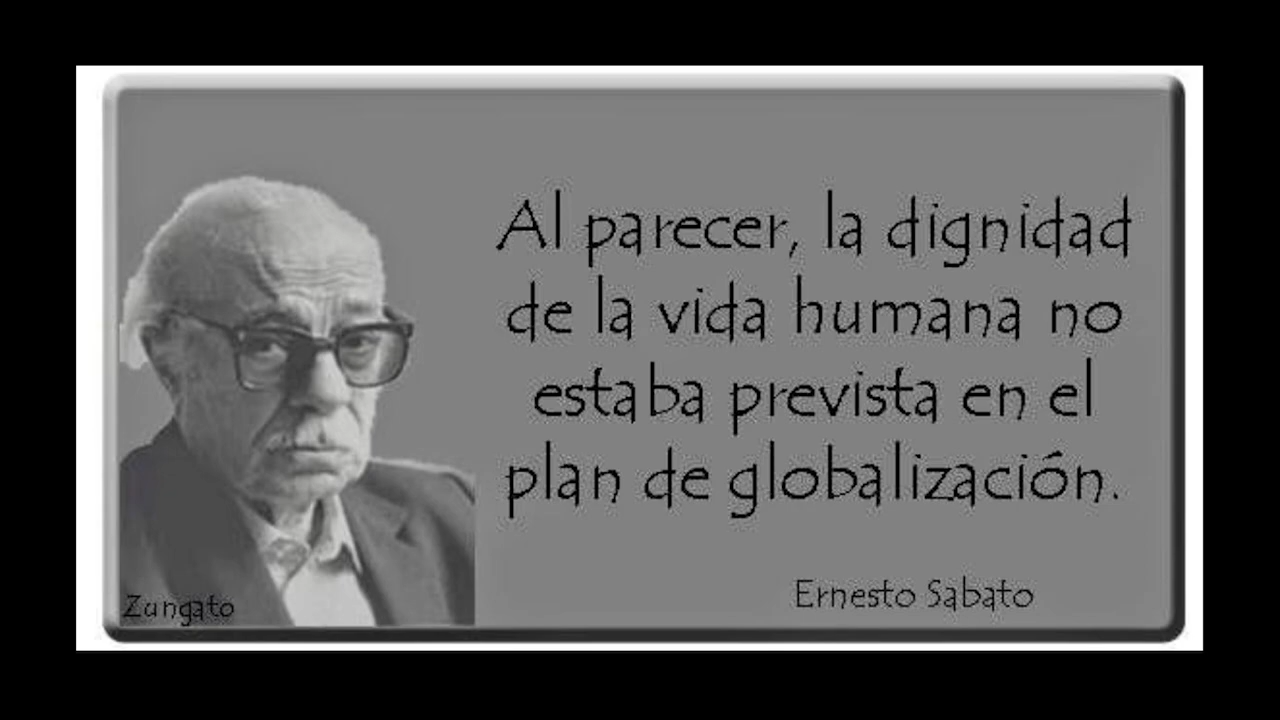 Al parecer, la dignidad
de la vida humana no
estaba prevista en el
plan de globalización.
Ernesto Sabato
Zungato